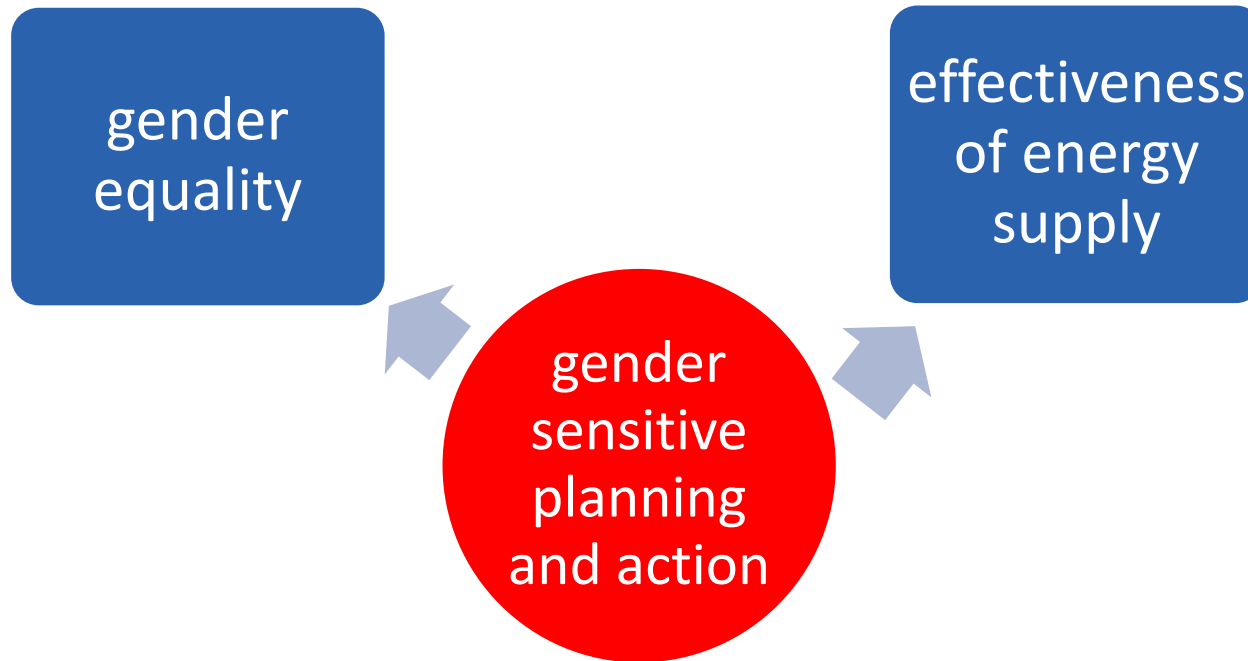 gender
equality
effectiveness
of energy
supply
gender
sensitive
planning
and action